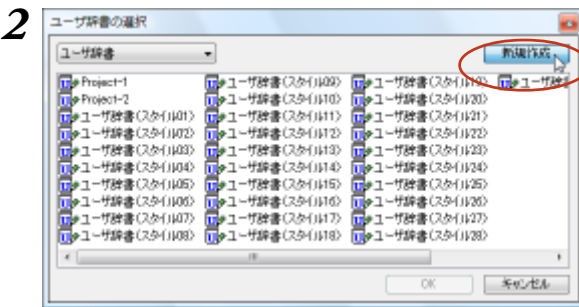 2
ユーザ辞書の選択
ユーザ辞書
新規作成
Project-1
Project-2
ユーザ辞書(スタイル01)
ユーザ辞書(スタイル02)
ユーザ辞書(スタイル03)
ユーザ辞書(スタイル04)
ユーザ辞書(スタイル05)
ユーザ辞書(スタイル06)
ユーザ辞書(スタイル07)
ユーザ辞書(スタイル08)
ユーザ辞書(スタイル09)
ユーザ辞書(スタイル10)
ユーザ辞書(スタイル11)
ユーザ辞書(スタイル12)
ユーザ辞書(スタイル13)
ユーザ辞書(スタイル14)
ユーザ辞書(スタイル15)
ユーザ辞書(スタイル16)
ユーザ辞書(スタイル17)
ユーザ辞書(スタイル18)
ユーザ辞書(スタイル19)
ユーザ辞書(スタイル20)
ユーザ辞書(スタイル21)
ユーザ辞書(スタイル22)
ユーザ辞書(スタイル23)
ユーザ辞書(スタイル24)
ユーザ辞書(スタイル25)
ユーザ辞書(スタイル26)
ユーザ辞書(スタイル27)
ユーザ辞書(スタイル28)
ユーザ辞
OK
キャンセル